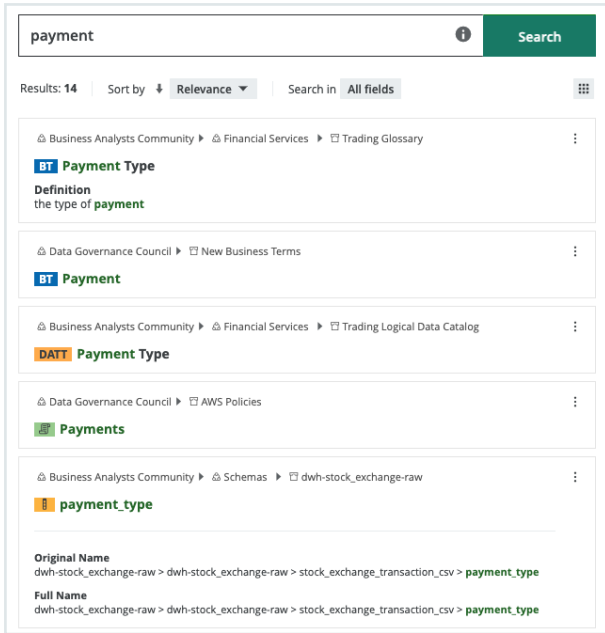 payment
Search
Results: 14 Sort by Relevance Search in All fields
Business Analysts Community Financial Services Trading Glossary
BT Payment Type
Definition
the type of payment
Data Governance Council New Business Terms
BT Payment
Business Analysts Community Financial Services Trading Logical Data Catalog
DATT Payment Type
Data Governance Council AWS Policies
Payments
Business Analysts Community Schemas dwh-stock_exchange-raw
payment_type
Original Name
dwh-stock_exchange-raw > dwh-stock_exchange-raw > stock_exchange_transaction_csv > payment_type
Full Name
dwh-stock_exchange-raw > dwh-stock_exchange-raw > stock_exchange_transaction_csv > payment_type